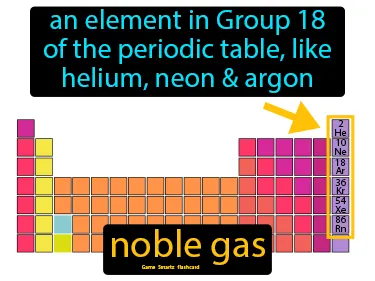 an element in Group 18
of the periodic table, like
helium, neon & argon
2
He
10
Ne
18
Ar
36
Kr
54
Xe
86
Rn
noble gas
Game Smartz flashcard